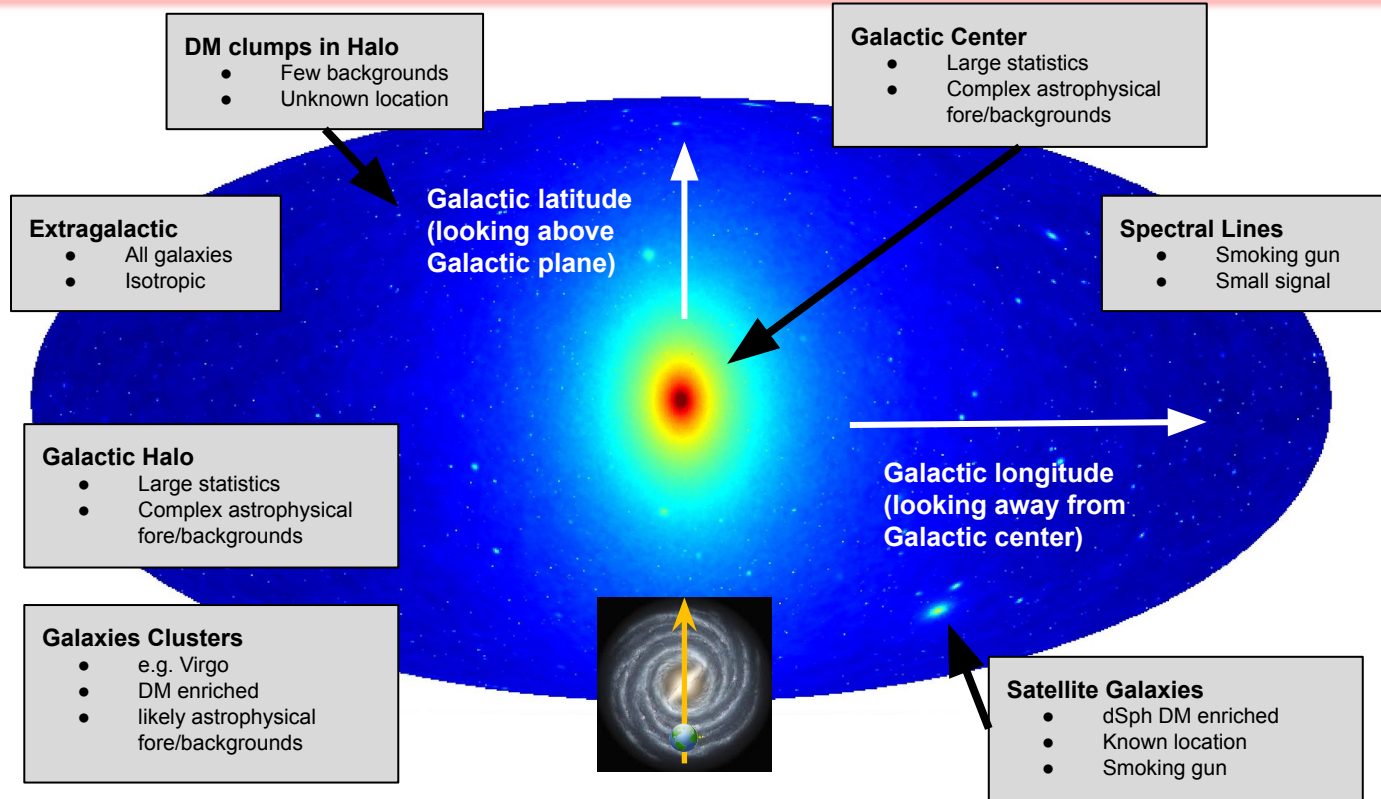 DM clumps in Halo
● Few backgrounds
● Unknown location
Galactic Center
● Large statistics
● Complex astrophysical
fore/backgrounds
Galactic latitude
(looking above
Galactic plane)
Extragalactic
● All galaxies
● Isotropic
Spectral Lines
● Smoking gun
● Small signal
Galactic Halo
● Large statistics
● Complex astrophysical
fore/backgrounds
Galactic longitude
(looking away from
Galactic center)
Galaxies Clusters
● e.g. Virgo
● DM enriched
● likely astrophysical
fore/backgrounds
Satellite Galaxies
● dSph DM enriched
● Known location
● Smoking gun